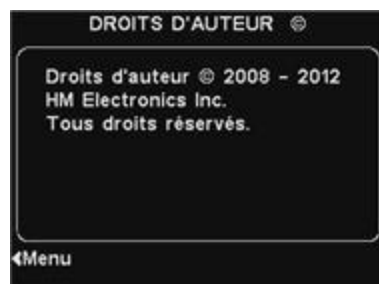 DROITS D'AUTEUR ©
Droits d'auteur © 2008 - 2012
HM Electronics Inc.
Tous droits réservés.
◀Menu